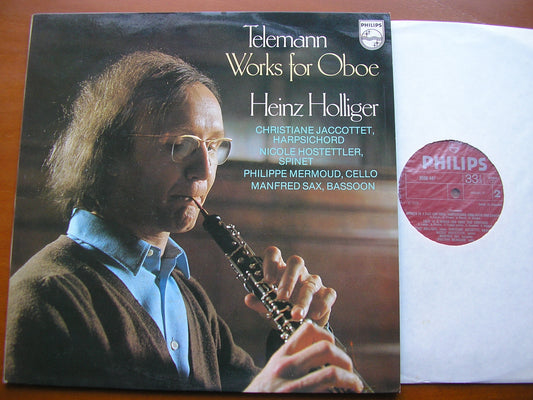 PHILIPS
Telemann
Works for Oboe
Heinz Holliger
CHRISTIANE JACCOTTET,
HARPSICHORD
NICOLE HOSTETTLER,
SPINET
PHILIPPE MERMOUD, CELLO
MANFRED SAX, BASSOON
PHILIPS
33
2